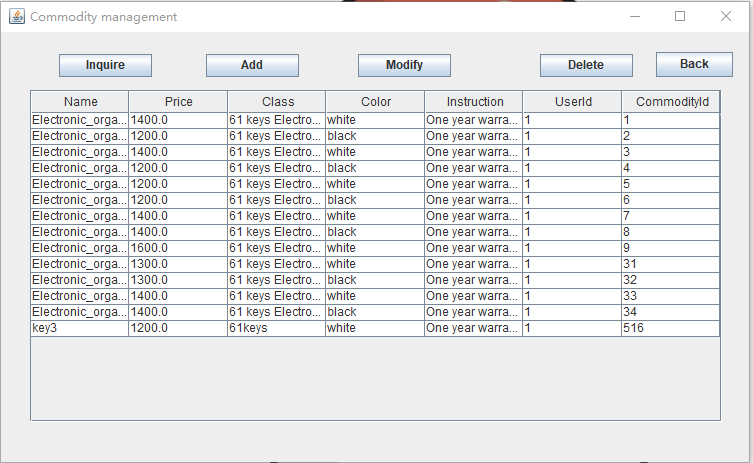 Commodity management
Inquire Add Modify Delete Back
Name Price Class Color Instruction UserId CommodityId
Electronic_orga... 1400.0 61 keys Electro... white One year warra... 1 1
Electronic_orga... 1200.0 61 keys Electro... black One year warra... 1 2
Electronic_orga... 1400.0 61 keys Electro... white One year warra... 1 3
Electronic_orga... 1200.0 61 keys Electro... black One year warra... 1 4
Electronic_orga... 1200.0 61 keys Electro... white One year warra... 1 5
Electronic_orga... 1200.0 61 keys Electro... black One year warra... 1 6
Electronic_orga... 1400.0 61 keys Electro... white One year warra... 1 7
Electronic_orga... 1400.0 61 keys Electro... black One year warra... 1 8
Electronic_orga... 1600.0 61 keys Electro... white One year warra... 1 9
Electronic_orga... 1300.0 61 keys Electro... white One year warra... 1 31
Electronic_orga... 1300.0 61 keys Electro... black One year warra... 1 32
Electronic_orga... 1400.0 61 keys Electro... white One year warra... 1 33
Electronic_orga... 1400.0 61 keys Electro... black One year warra... 1 34
key3 1200.0 61keys white One year warra... 1 516